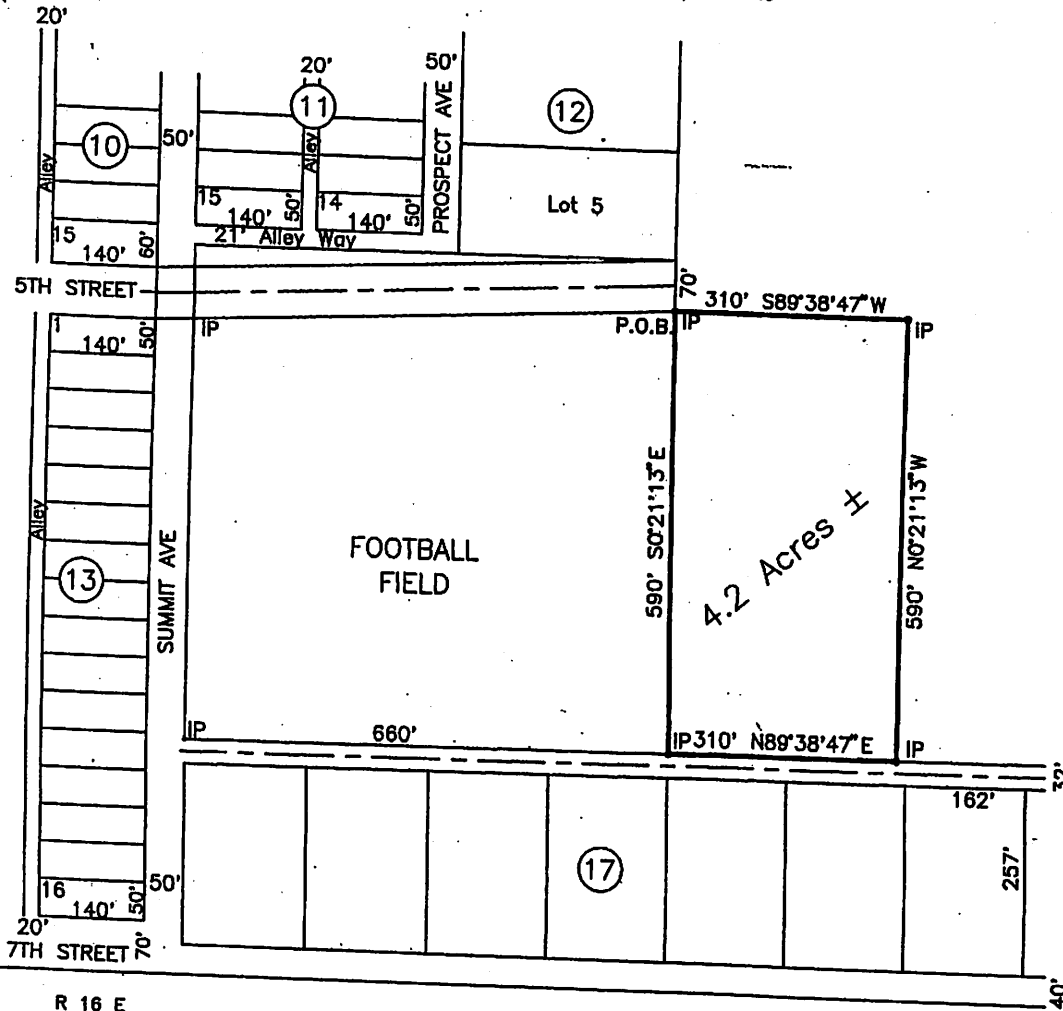 20'
20'
50'
11
12
10
50'
Alley
Alley
PROSPECT AVE
15
50'
14
50'
Lot 5
140'
140'
21' Alley Way
15
140'
60'
5TH STREET
70'
310' S89°38'47"W
P.O.B.
IP
IP
IP
1
140'
50'
590' S0°21'13"E
590' N0°21'13"W
4.2 Acres ±
FOOTBALL
FIELD
Alley
13
SUMMIT AVE
IP
660'
IP
310' N89°38'47"E
IP
32'
162'
17
257'
16
140'
50'
50'
20'
7TH STREET
70'
40'
R 16 E